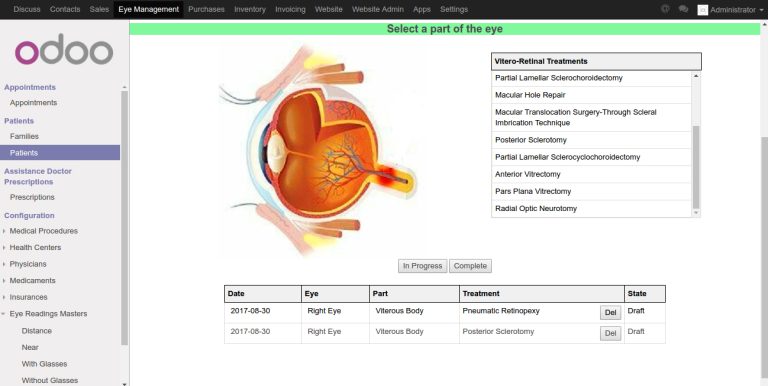 Discuss Contacts Sales Eye Management Purchases Inventory Invoicing Website Website Admin Apps Settings Administrator
odoo
Appointments
Appointments
Patients
Families
Patients
Assistance Doctor
Prescriptions
Prescriptions
Configuration
Medical Procedures
Health Centers
Physicians
Medicaments
Insurances
Eye Readings Masters
Distance
Near
With Glasses
Without Glasses
Select a part of the eye
Vitero-Retinal Treatments
Partial Lamellar Sclerochoroidectomy
Macular Hole Repair
Macular Translocation Surgery-Through Scleral
Imbrication Technique
Posterior Sclerotomy
Partial Lamellar Sclerocyclochoroidectomy
Anterior Vitrectomy
Pars Plana Vitrectomy
Radial Optic Neurotomy
In Progress Complete
Date Eye Part Treatment State
2017-08-30 Right Eye Viterous Body Pneumatic Retinopexy Del Draft
2017-08-30 Right Eye Viterous Body Posterior Sclerotomy Del Draft